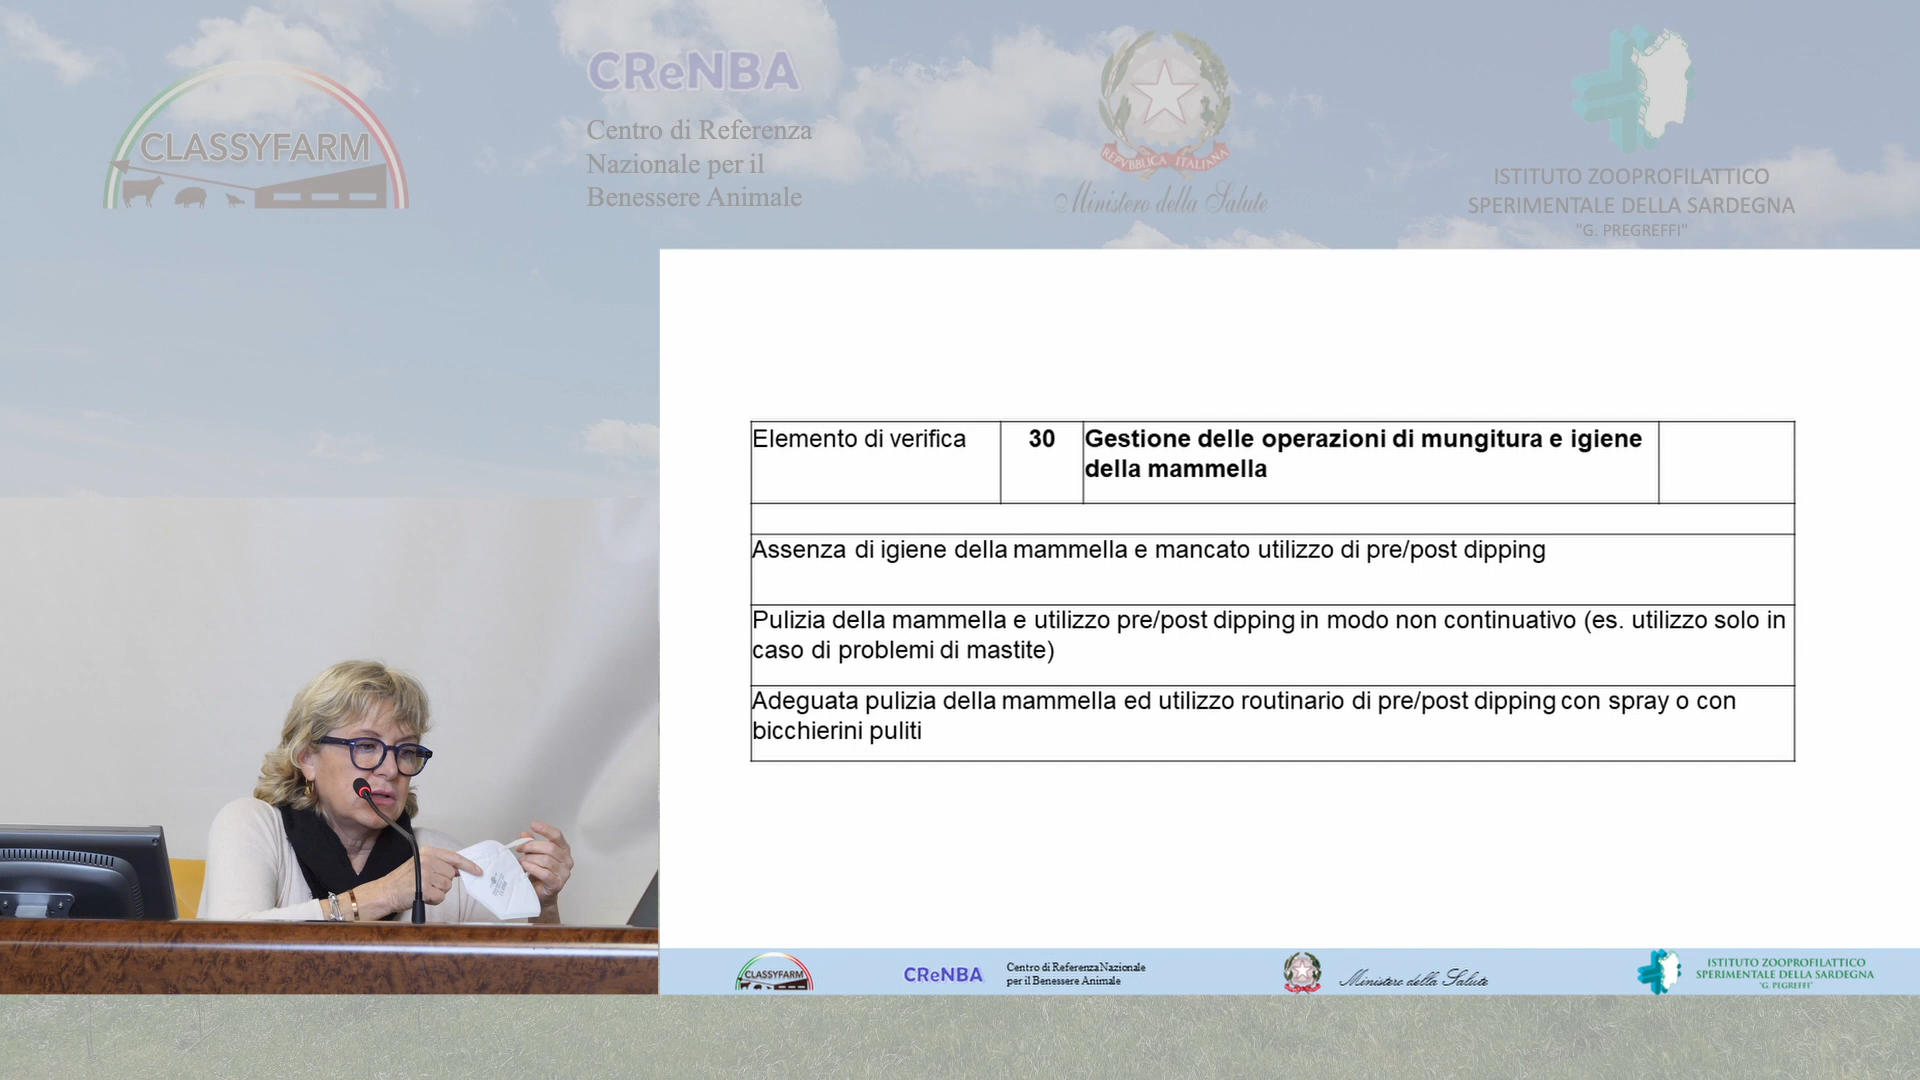 CLASSYFARM
CReNBA
Centro di Referenza
Nazionale per il
Benessere Animale
REPVBBLICA ITALIANA
Ministero della Salute
ISTITUTO ZOOPROFILATTICO
SPERIMENTALE DELLA SARDEGNA
"G. PREGREFFI"
Elemento di verifica
30
Gestione delle operazioni di mungitura e igiene
della mammella
Assenza di igiene della mammella e mancato utilizzo di pre/post dipping
Pulizia della mammella e utilizzo pre/post dipping in modo non continuativo (es. utilizzo solo in
caso di problemi di mastite)
Adeguata pulizia della mammella ed utilizzo routinario di pre/post dipping con spray o con
bicchierini puliti
CLASSYFARM
CReNBA
Centro di Referenza Nazionale
per il Benessere Animale
Ministero della Salute
ISTITUTO ZOOPROFILATTICO
SPERIMENTALE DELLA SARDEGNA
"G. PEGREFFI"